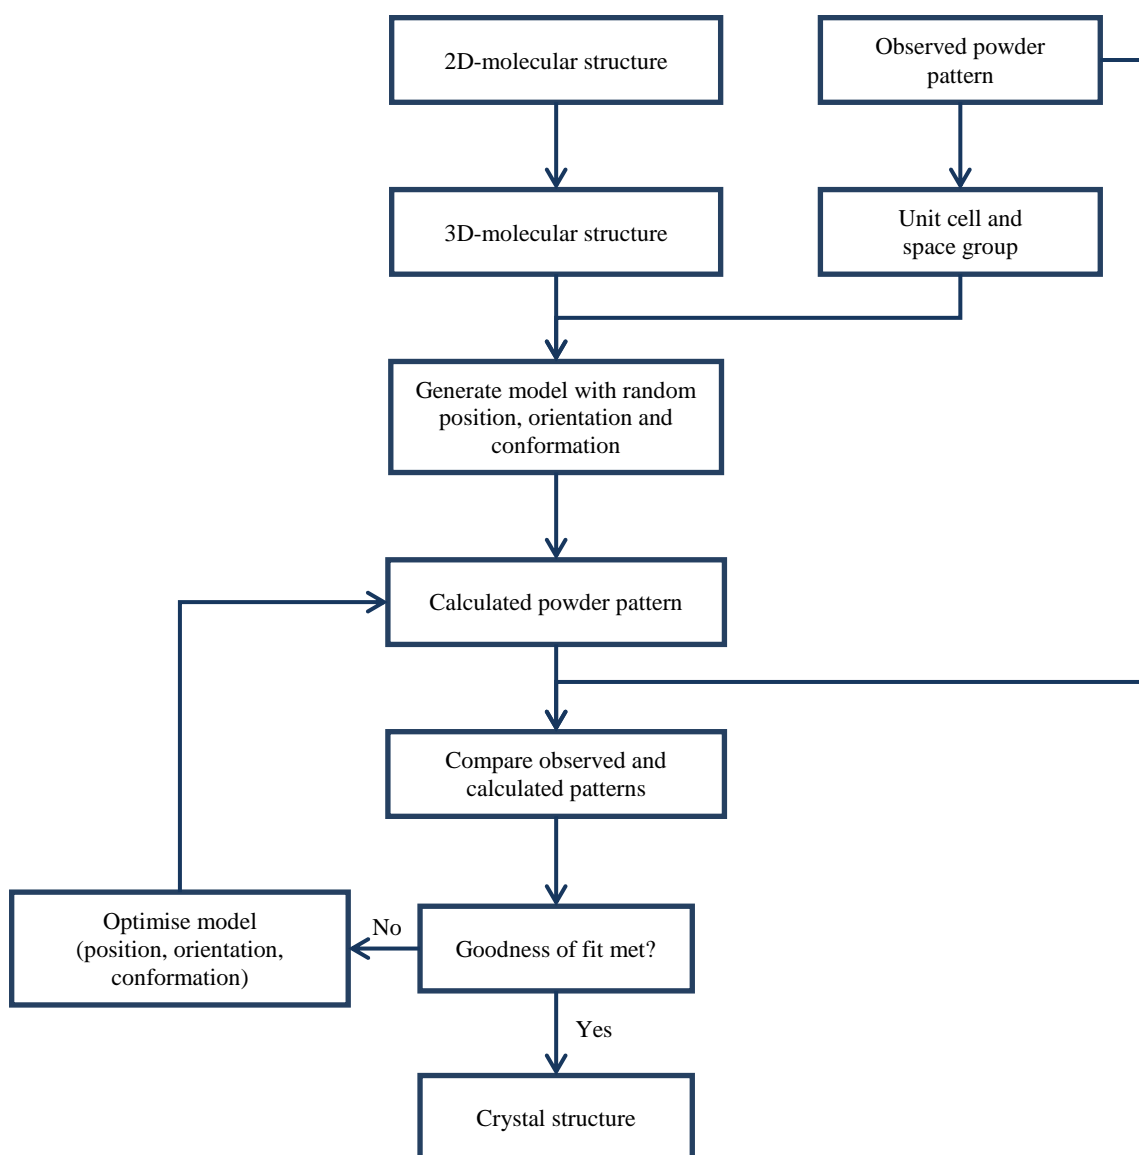 2D-molecular structure
Observed powder
pattern
3D-molecular structure
Unit cell and
space group
Generate model with random
position, orientation and
conformation
Calculated powder pattern
Compare observed and
calculated patterns
Optimise model
(position, orientation,
conformation)
No
Goodness of fit met?
Yes
Crystal structure